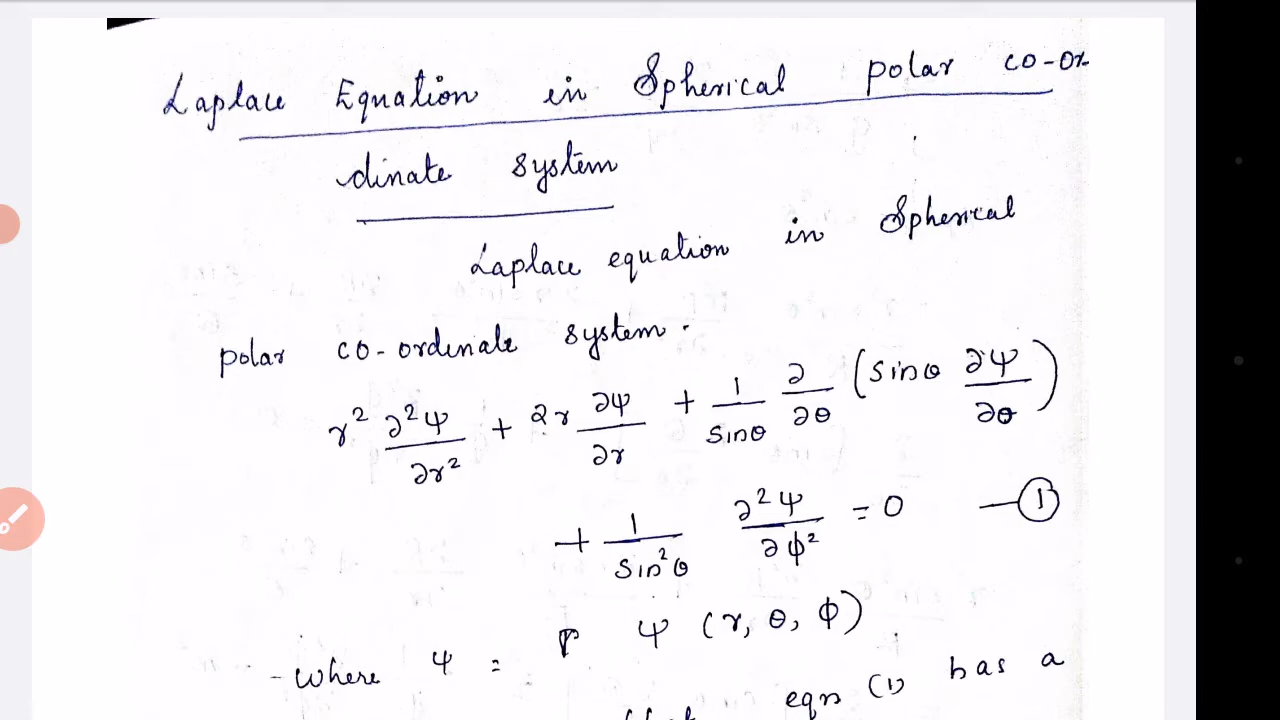 Laplace Equation in Spherical polar co-or
dinate system
Laplace equation in Spherical
polar co-ordinate system.
r² ∂²ψ/∂r² + 2r ∂ψ/∂r + 1/sinθ ∂/∂θ (sinθ ∂ψ/∂θ)
+ 1/sin²θ ∂²ψ/∂ϕ² = 0 — ①
- where ψ = ψ (r, θ, ϕ)
eqn (1) has a